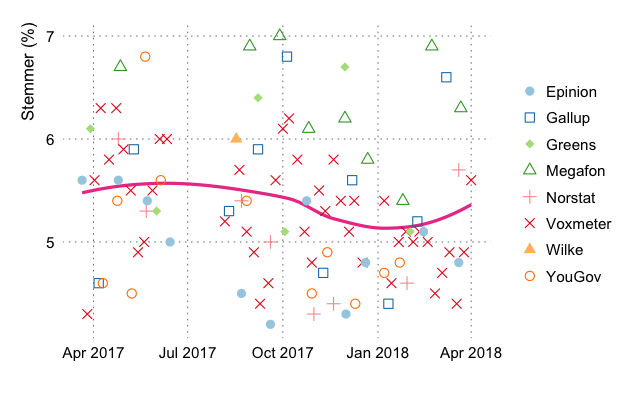 Stemmer (%)
7
6
5
Apr 2017
Jul 2017
Oct 2017
Jan 2018
Apr 2018
Epinion
Gallup
Greens
Megafon
Norstat
Voxmeter
Wilke
YouGov